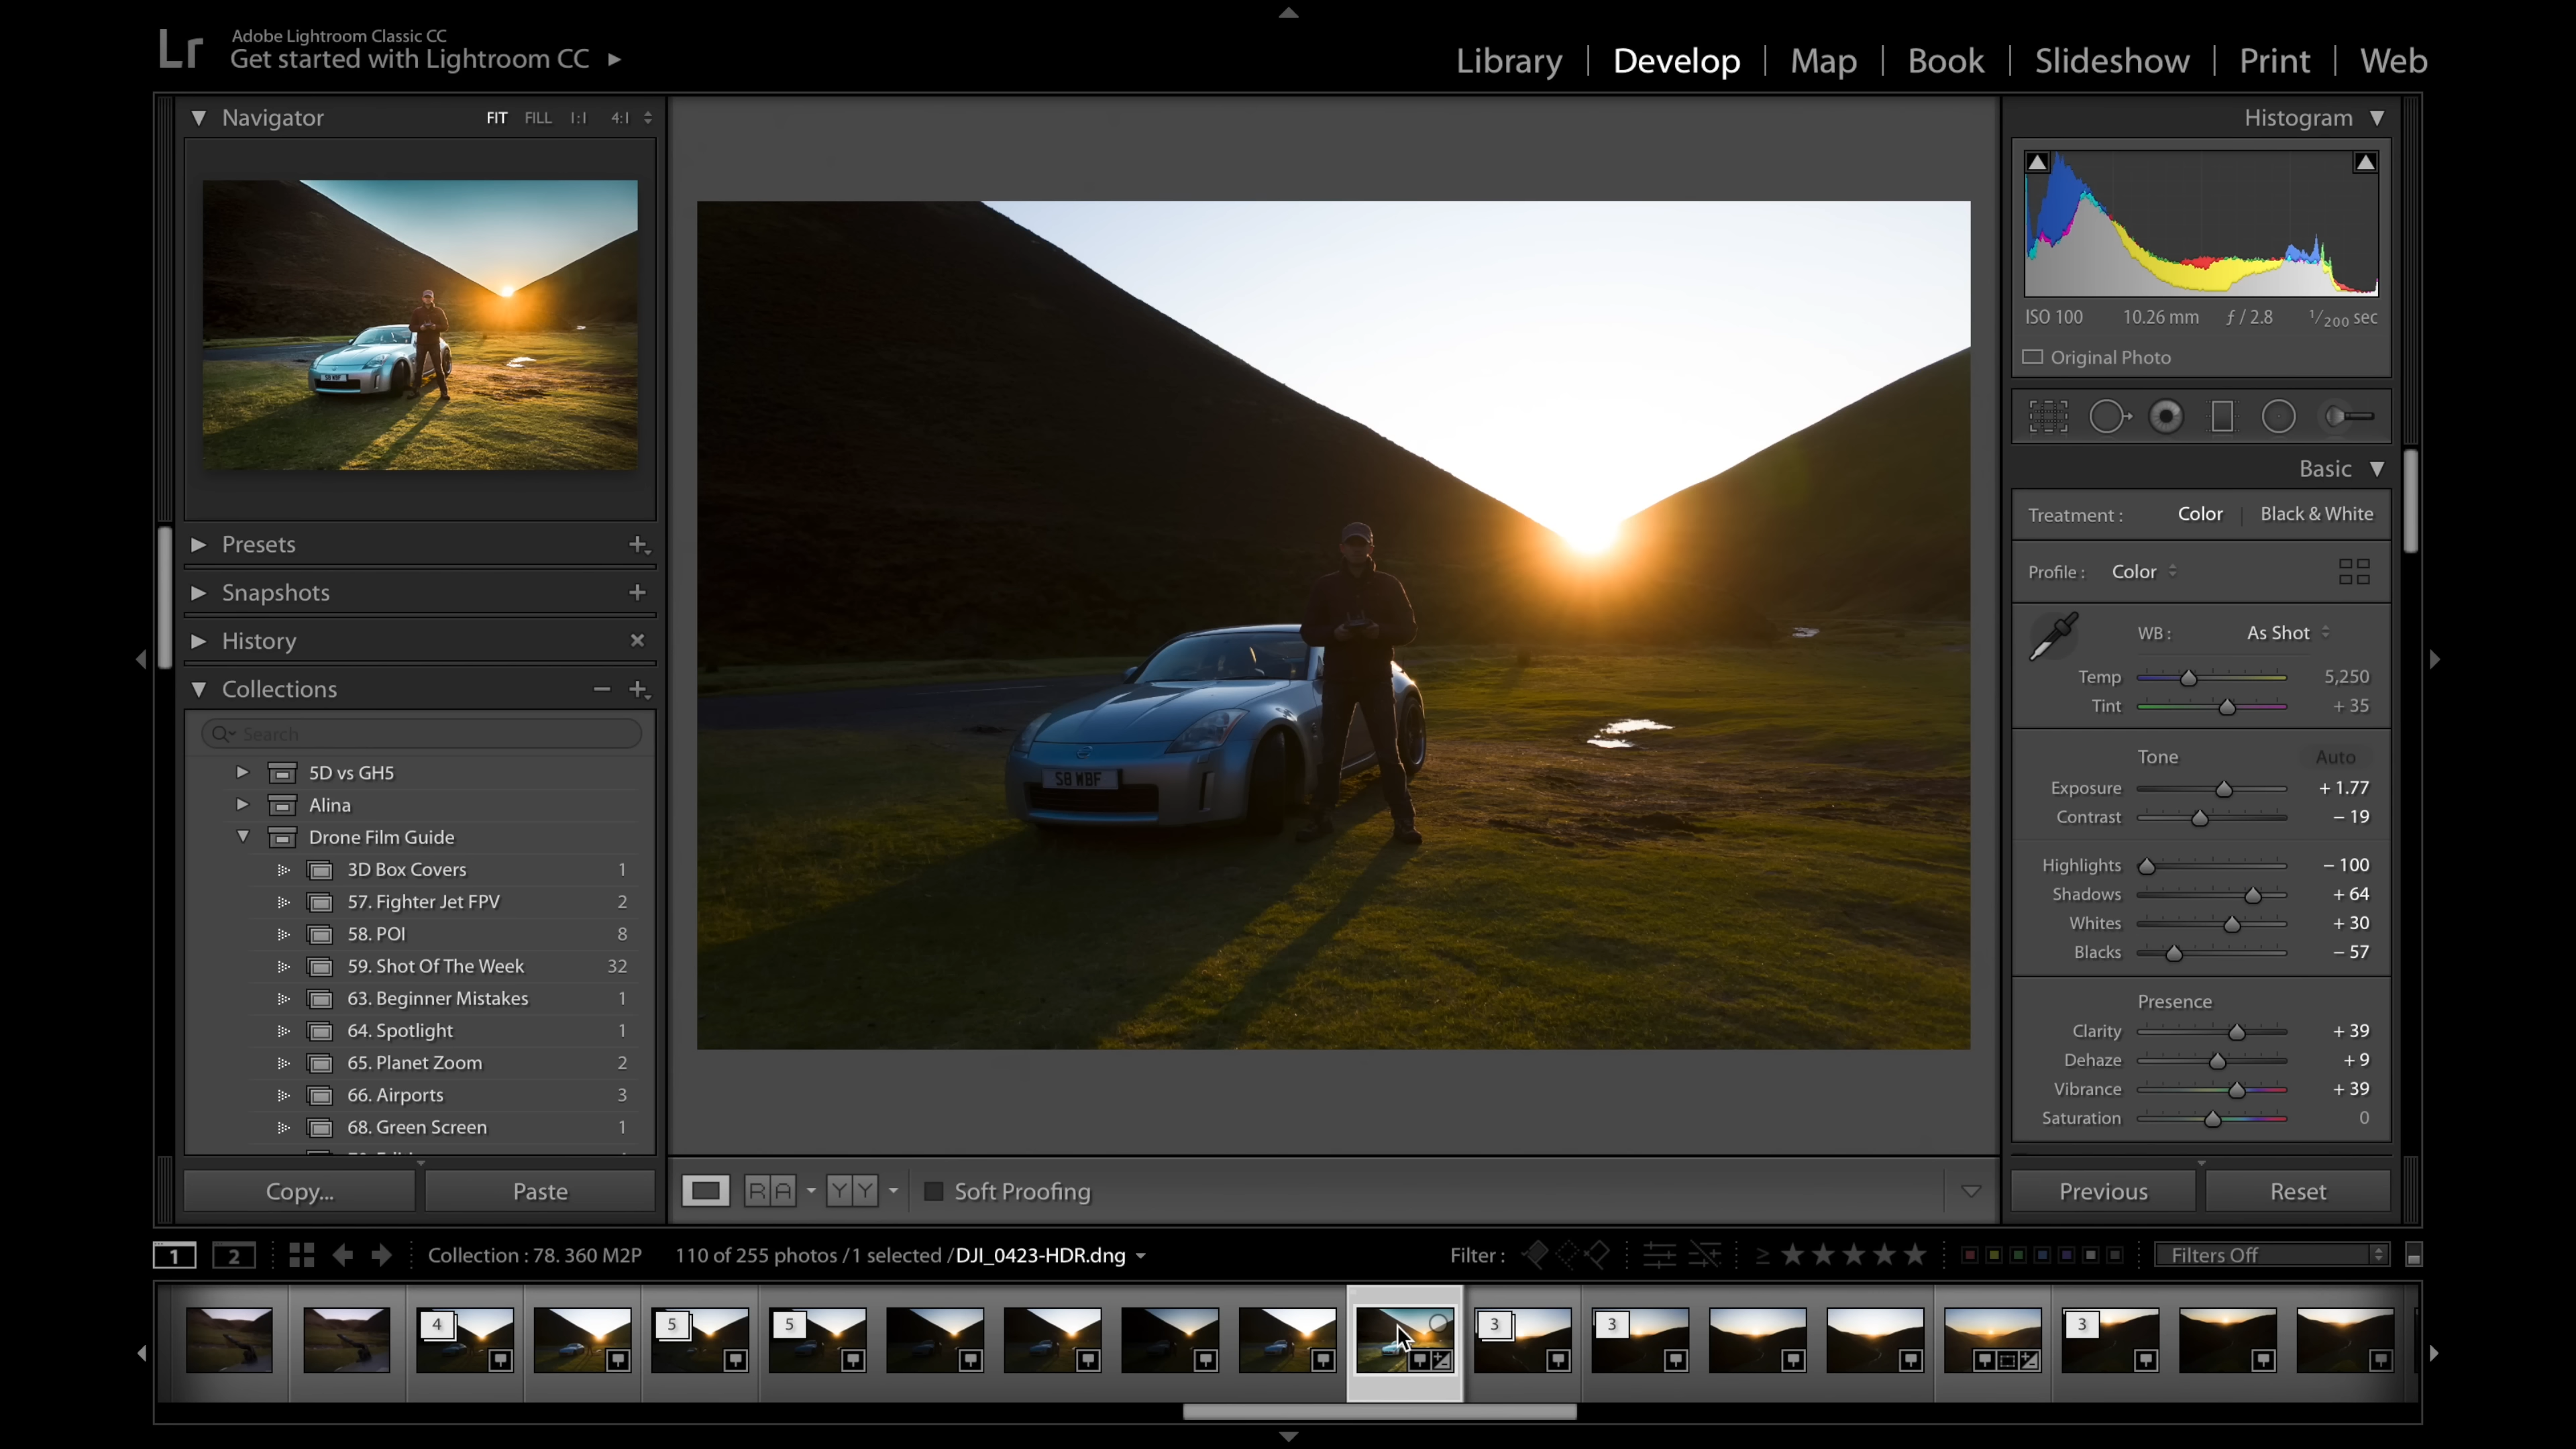 Lr
Adobe Lightroom Classic CC
Get started with Lightroom CC
Library | Develop | Map | Book | Slideshow | Print | Web
Navigator FIT FILL 1:1 4:1
Presets
Snapshots
History
Collections
Search
5D vs GH5
Alina
Drone Film Guide
3D Box Covers 1
57. Fighter Jet FPV 2
58. POI 8
59. Shot Of The Week 32
63. Beginner Mistakes 1
64. Spotlight 1
65. Planet Zoom 2
66. Airports 3
68. Green Screen 1
Copy... Paste
S8 WBF
RA YY Soft Proofing
Histogram
ISO 100 10.26 mm ƒ / 2.8 1/200 sec
Original Photo
Basic
Treatment : Color Black & White
Profile : Color
WB : As Shot
Temp 5,250
Tint + 35
Tone Auto
Exposure + 1.77
Contrast – 19
Highlights – 100
Shadows + 64
Whites + 30
Blacks – 57
Presence
Clarity + 39
Dehaze + 9
Vibrance + 39
Saturation 0
Previous Reset
1 2 Collection : 78. 360 M2P 110 of 255 photos / 1 selected / DJI_0423-HDR.dng Filter : ≥ Filters Off
4 5 5 3 3 3